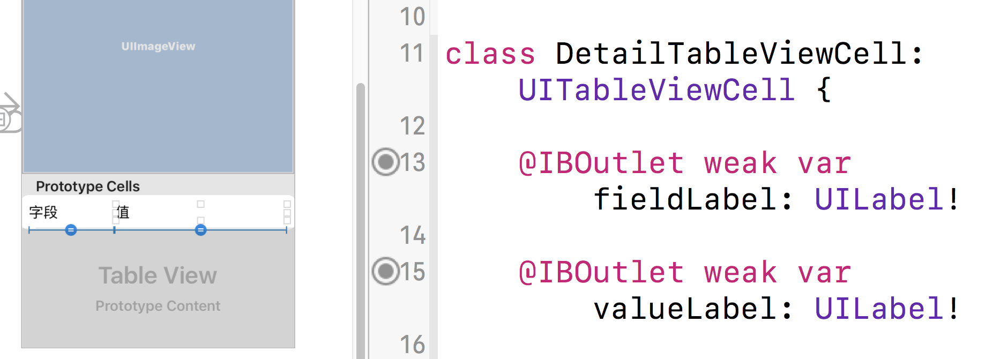 UIImageView
Prototype Cells
字段 值
Table View
Prototype Content
10
11 class DetailTableViewCell:
UITableViewCell {
12
13 @IBOutlet weak var
fieldLabel: UILabel!
14
15 @IBOutlet weak var
valueLabel: UILabel!
16